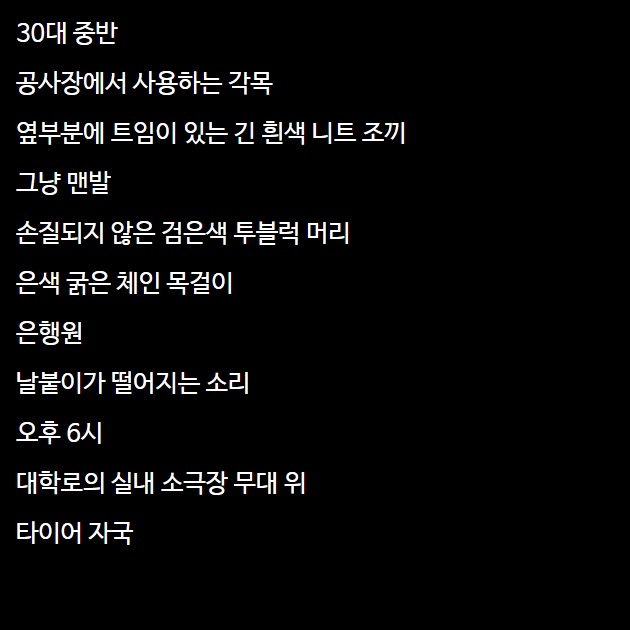 30대 중반
공사장에서 사용하는 각목
옆부분에 트임이 있는 긴 흰색 니트 조끼
그냥 맨발
손질되지 않은 검은색 투블럭 머리
은색 굵은 체인 목걸이
은행원
날붙이가 떨어지는 소리
오후 6시
대학로의 실내 소극장 무대 위
타이어 자국